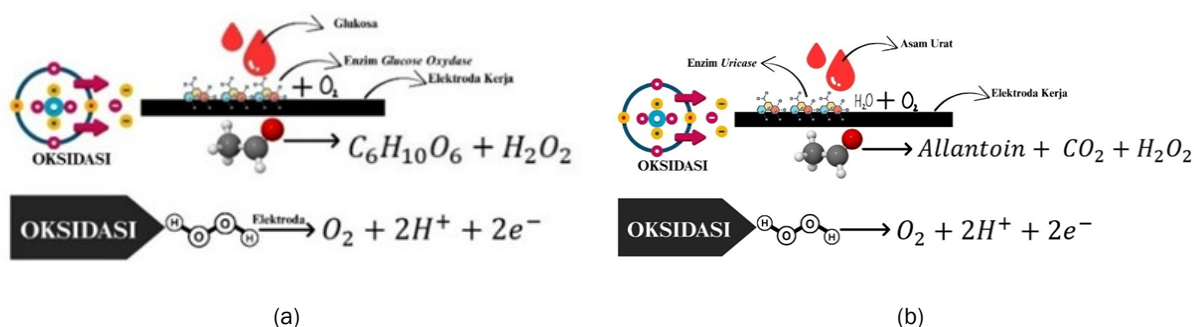 Glukosa
Enzim Glucose Oxydase
+ O₂
Elektroda Kerja
OKSIDASI
C₆H₁₀O₆ + H₂O₂
OKSIDASI
H O O H
Elektroda
O₂ + 2H⁺ + 2e⁻
(a)
Asam Urat
Enzim Uricase
H₂O + O₂
Elektroda Kerja
OKSIDASI
Allantoin + CO₂ + H₂O₂
OKSIDASI
H O O H
O₂ + 2H⁺ + 2e⁻
(b)